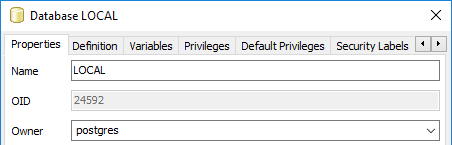 Database LOCAL
Properties Definition Variables Privileges Default Privileges Security Labels
Name LOCAL
OID 24592
Owner postgres